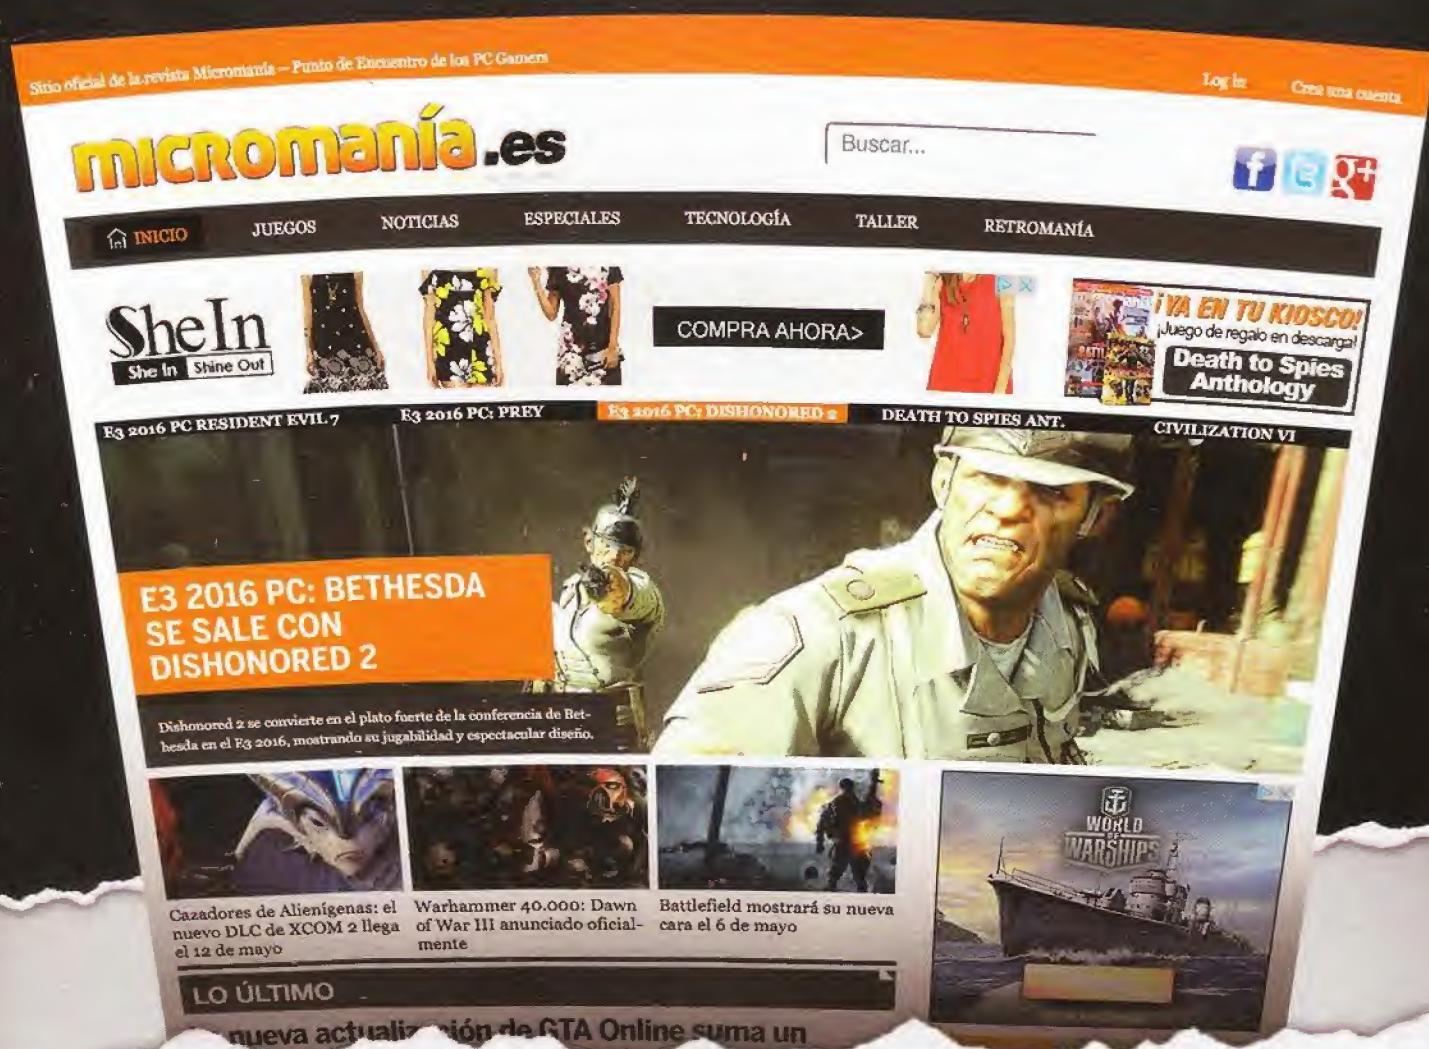 Sitio oficial de la revista Micromanía – Punto de Encuentro de los PC Gamers
Log in
Crea una cuenta
micromanía.es
Buscar...
f
g+
INICIO
JUEGOS
NOTICIAS
ESPECIALES
TECNOLOGÍA
TALLER
RETROMANÍA
SheIn
She In Shine Out
COMPRA AHORA>
¡YA EN TU KIOSCO!
¡Juego de regalo en descarga!
Death to Spies
Anthology
E3 2016 PC RESIDENT EVIL 7
E3 2016 PC: PREY
E3 2016 PC: DISHONORED 2
DEATH TO SPIES ANT.
CIVILIZATION VI
E3 2016 PC: BETHESDA
SE SALE CON
DISHONORED 2
Dishonored 2 se convierte en el plato fuerte de la conferencia de Bet-
hesda en el E3 2016, mostrando su jugabilidad y espectacular diseño.
Cazadores de Alienígenas: el
nuevo DLC de XCOM 2 llega
el 12 de mayo
Warhammer 40.000: Dawn
of War III anunciado oficial-
mente
Battlefield mostrará su nueva
cara el 6 de mayo
WORLD
OF
WARSHIPS
LO ÚLTIMO
nueva actualización de GTA Online suma un